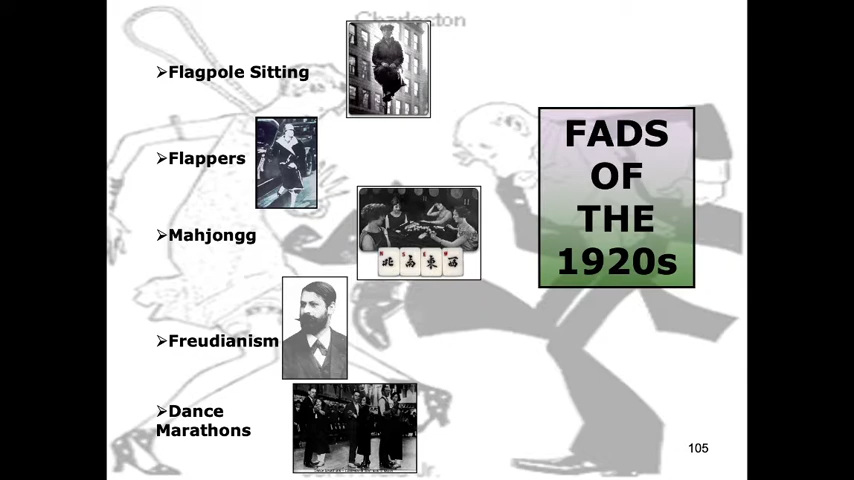 Charleston
➢Flagpole Sitting
➢Flappers
➢Mahjongg
N S E W
北 南 東 西
➢Freudianism
➢Dance
Marathons
FADS
OF
THE
1920s
105